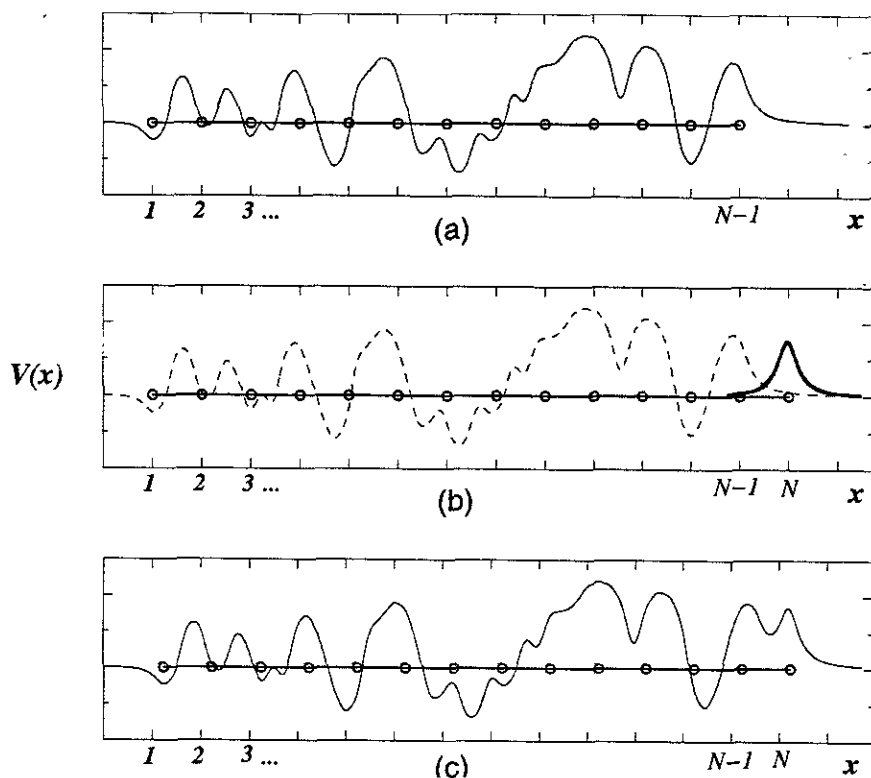 1 2 3 ... N-1 x
(a)
V(x)
1 2 3 ... N-1 N x
(b)
1 2 3... N-1 N x
(c)